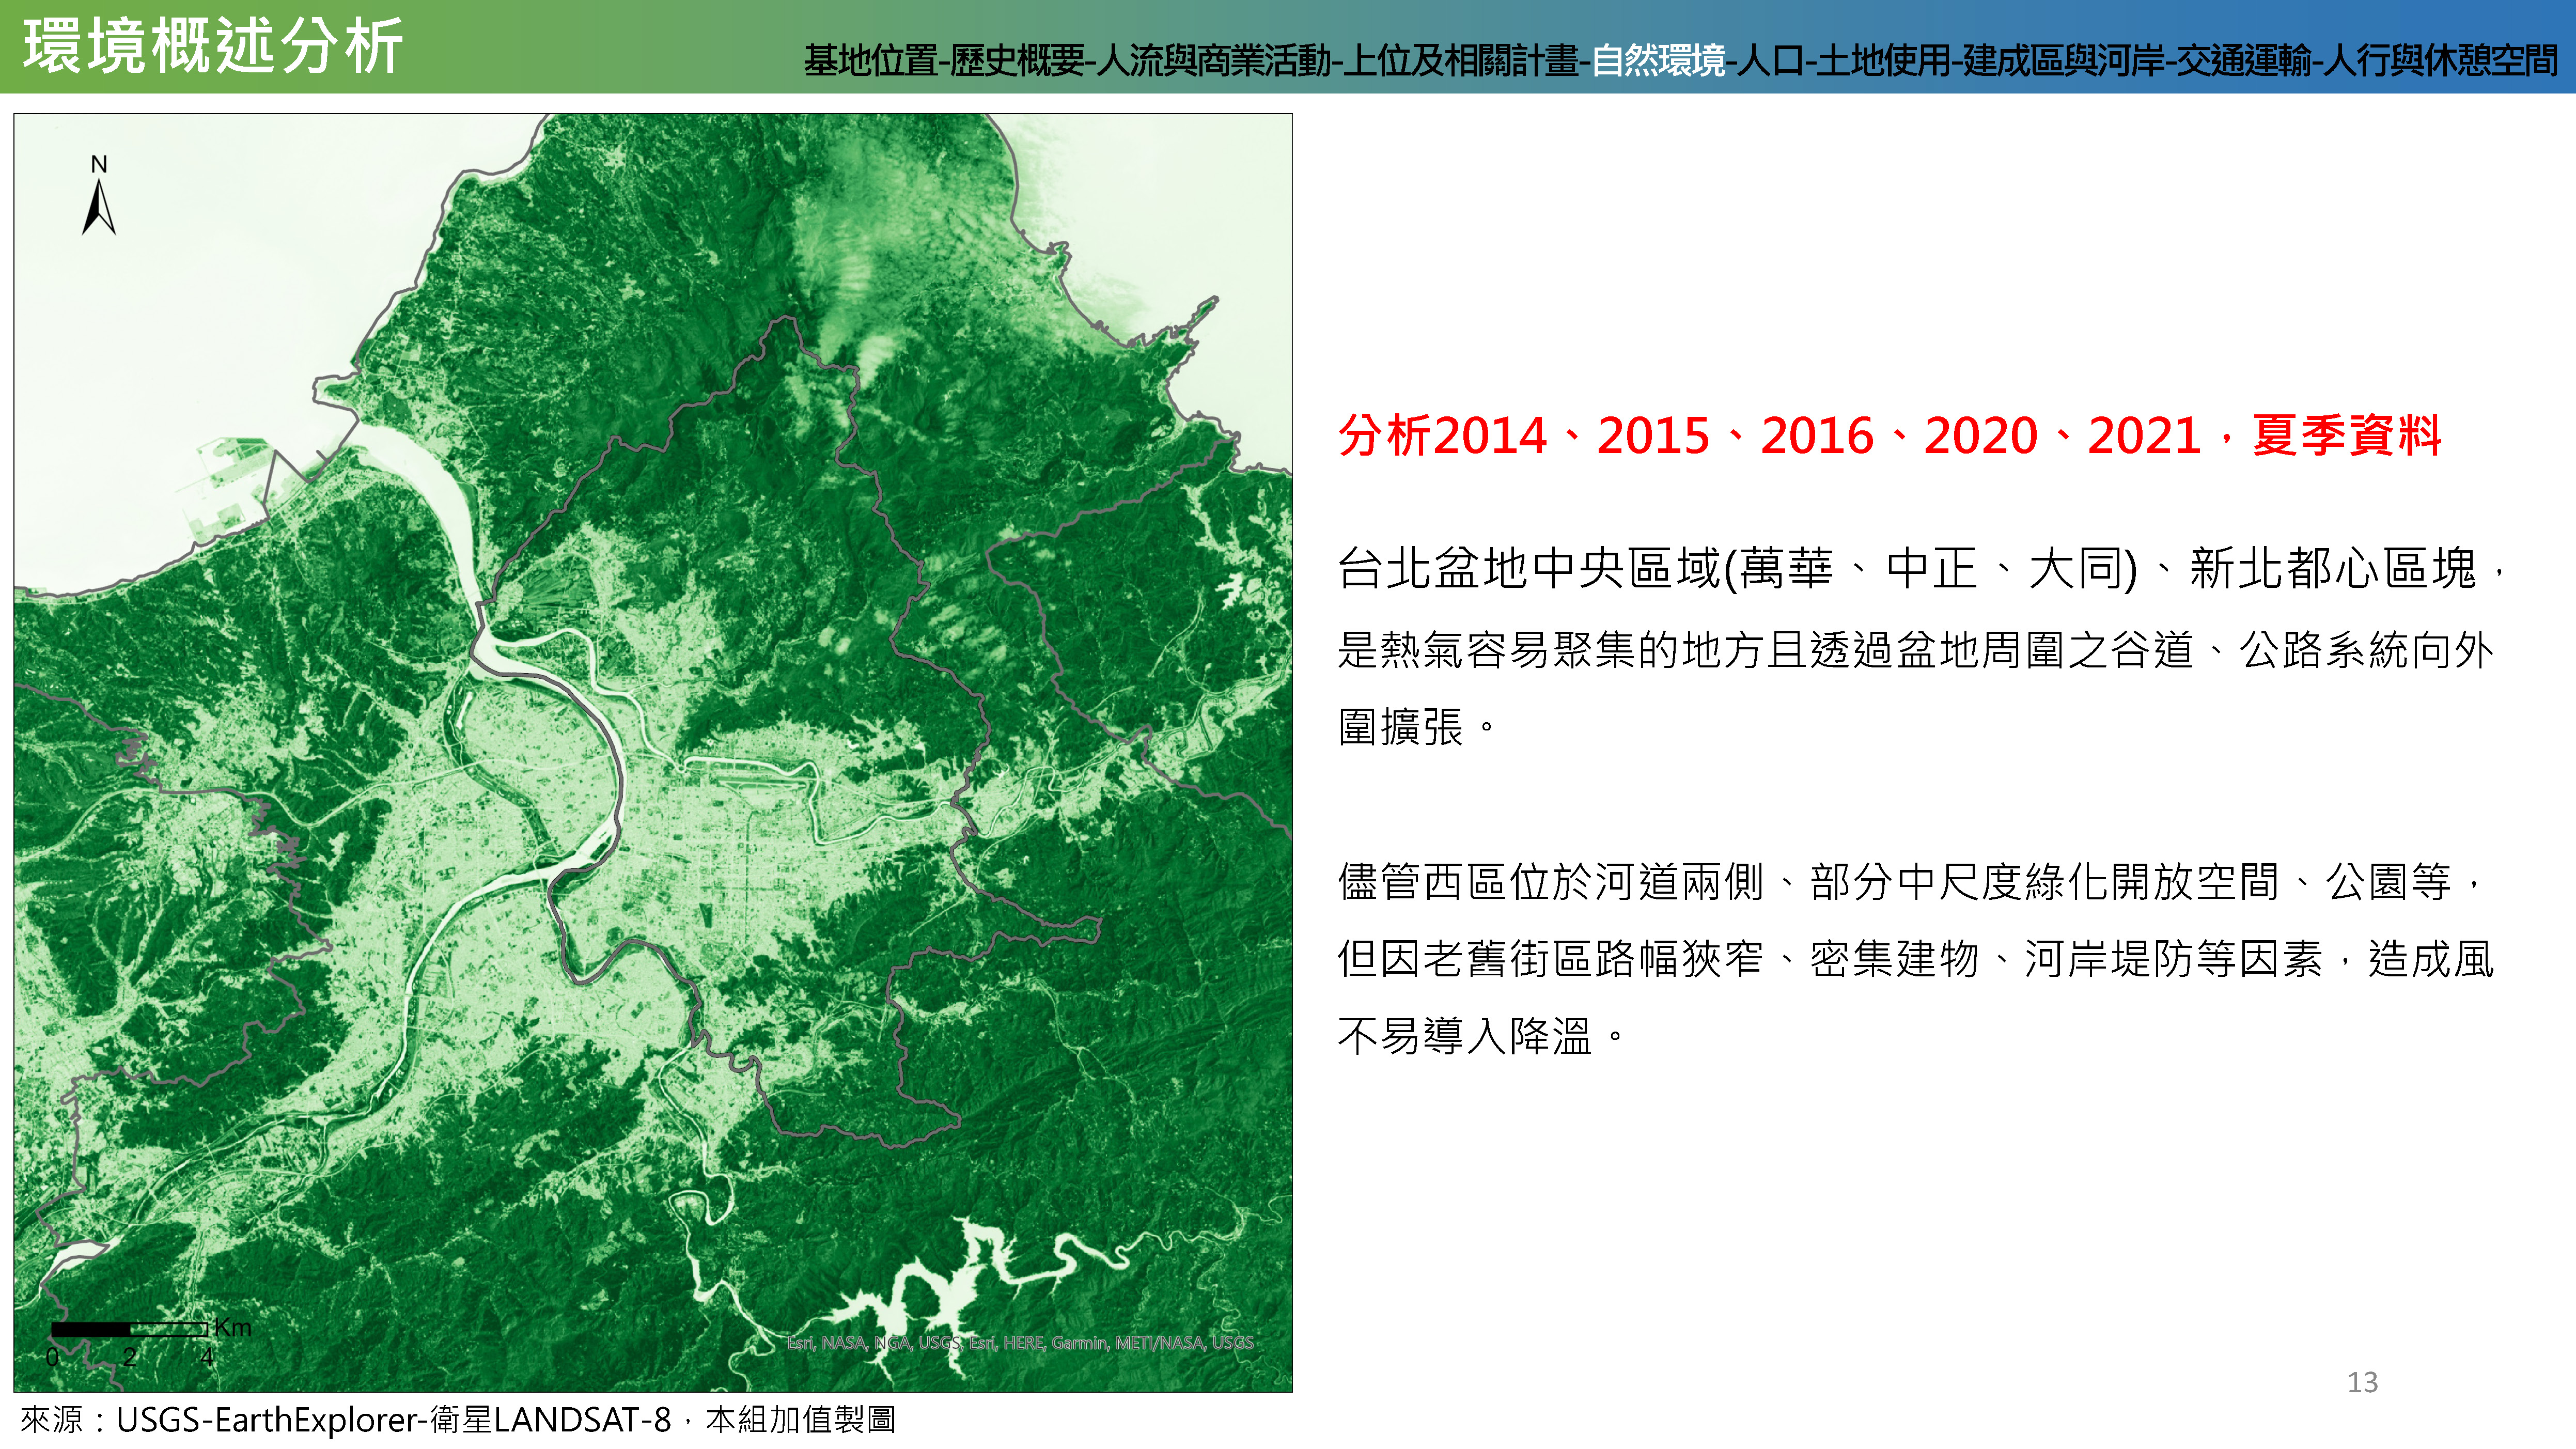 環境概述分析
基地位置-歷史概要-人流與商業活動-上位及相關計畫-自然環境-人口-土地使用-建成區與河岸-交通運輸-人行與休憩空間
N
分析2014、2015、2016、2020、2021，夏季資料
台北盆地中央區域(萬華、中正、大同)、新北都心區塊，
是熱氣容易聚集的地方且透過盆地周圍之谷道、公路系統向外
圍擴張。
儘管西區位於河道兩側、部分中尺度綠化開放空間、公園等，
但因老舊街區路幅狹窄、密集建物、河岸堤防等因素，造成風
不易導入降溫。
Km
0 2 4
Esri, NASA, NGA, USGS, Esri, HERE, Garmin, METI/NASA, USGS
13
來源：USGS-EarthExplorer-衛星LANDSAT-8，本組加值製圖